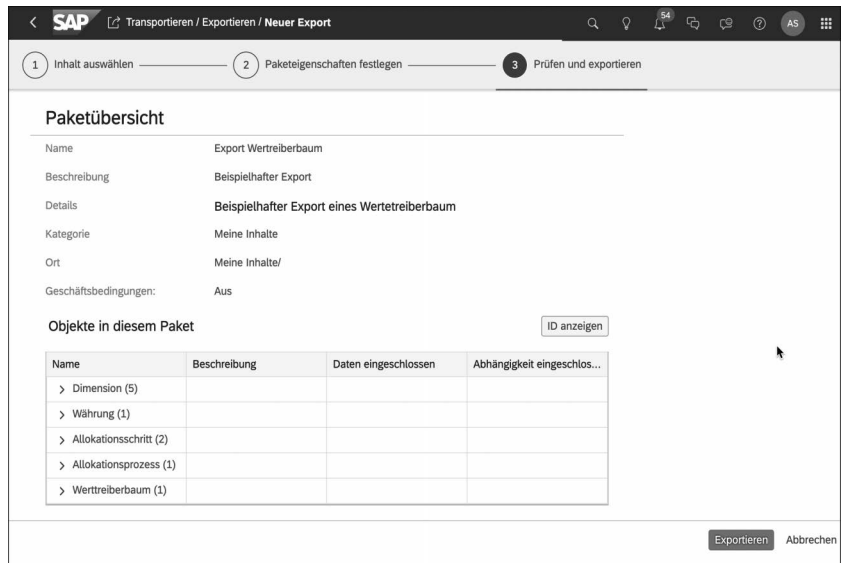 SAP Transportieren / Exportieren / Neuer Export 54 AS
1 Inhalt auswählen 2 Paketeigenschaften festlegen 3 Prüfen und exportieren
Paketübersicht
Name Export Wertreiberbaum
Beschreibung Beispielhafter Export
Details Beispielhafter Export eines Wertetreiberbaum
Kategorie Meine Inhalte
Ort Meine Inhalte/
Geschäftsbedingungen: Aus
Objekte in diesem Paket ID anzeigen
Name Beschreibung Daten eingeschlossen Abhängigkeit eingeschlos...
Dimension (5)
Währung (1)
Allokationsschritt (2)
Allokationsprozess (1)
Werttreiberbaum (1)
Exportieren Abbrechen